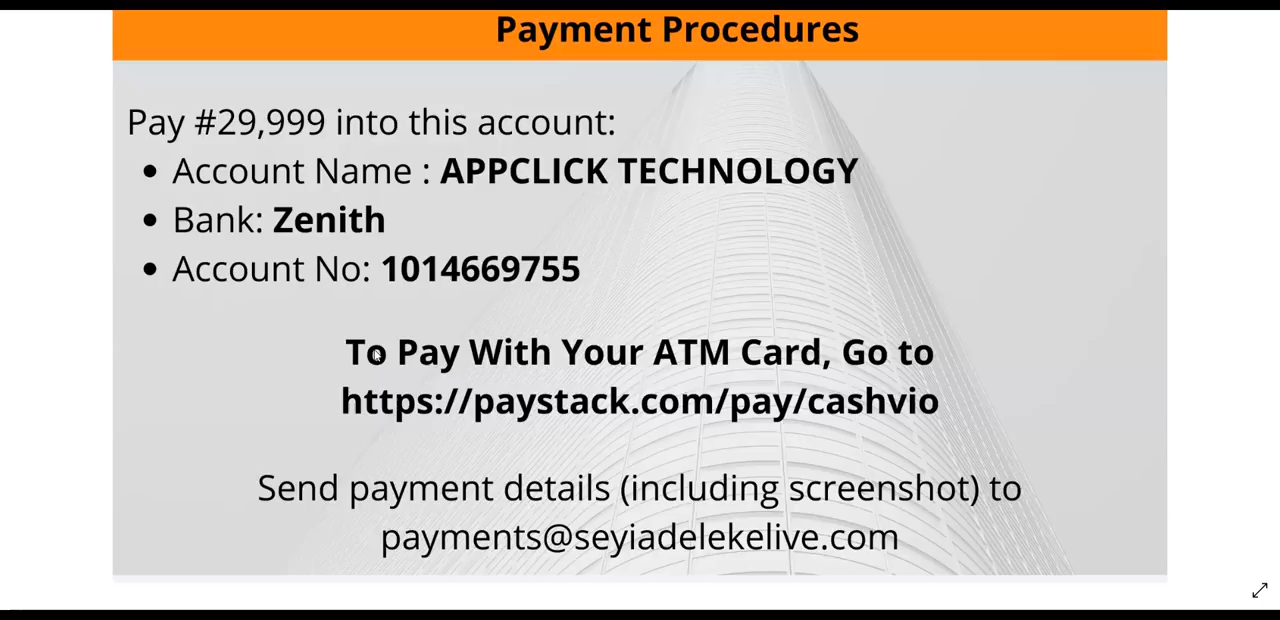 Payment Procedures
Pay #29,999 into this account:
• Account Name : APPCLICK TECHNOLOGY
• Bank: Zenith
• Account No: 1014669755
To Pay With Your ATM Card, Go to
https://paystack.com/pay/cashvio
Send payment details (including screenshot) to
payments@seyiadelekelive.com